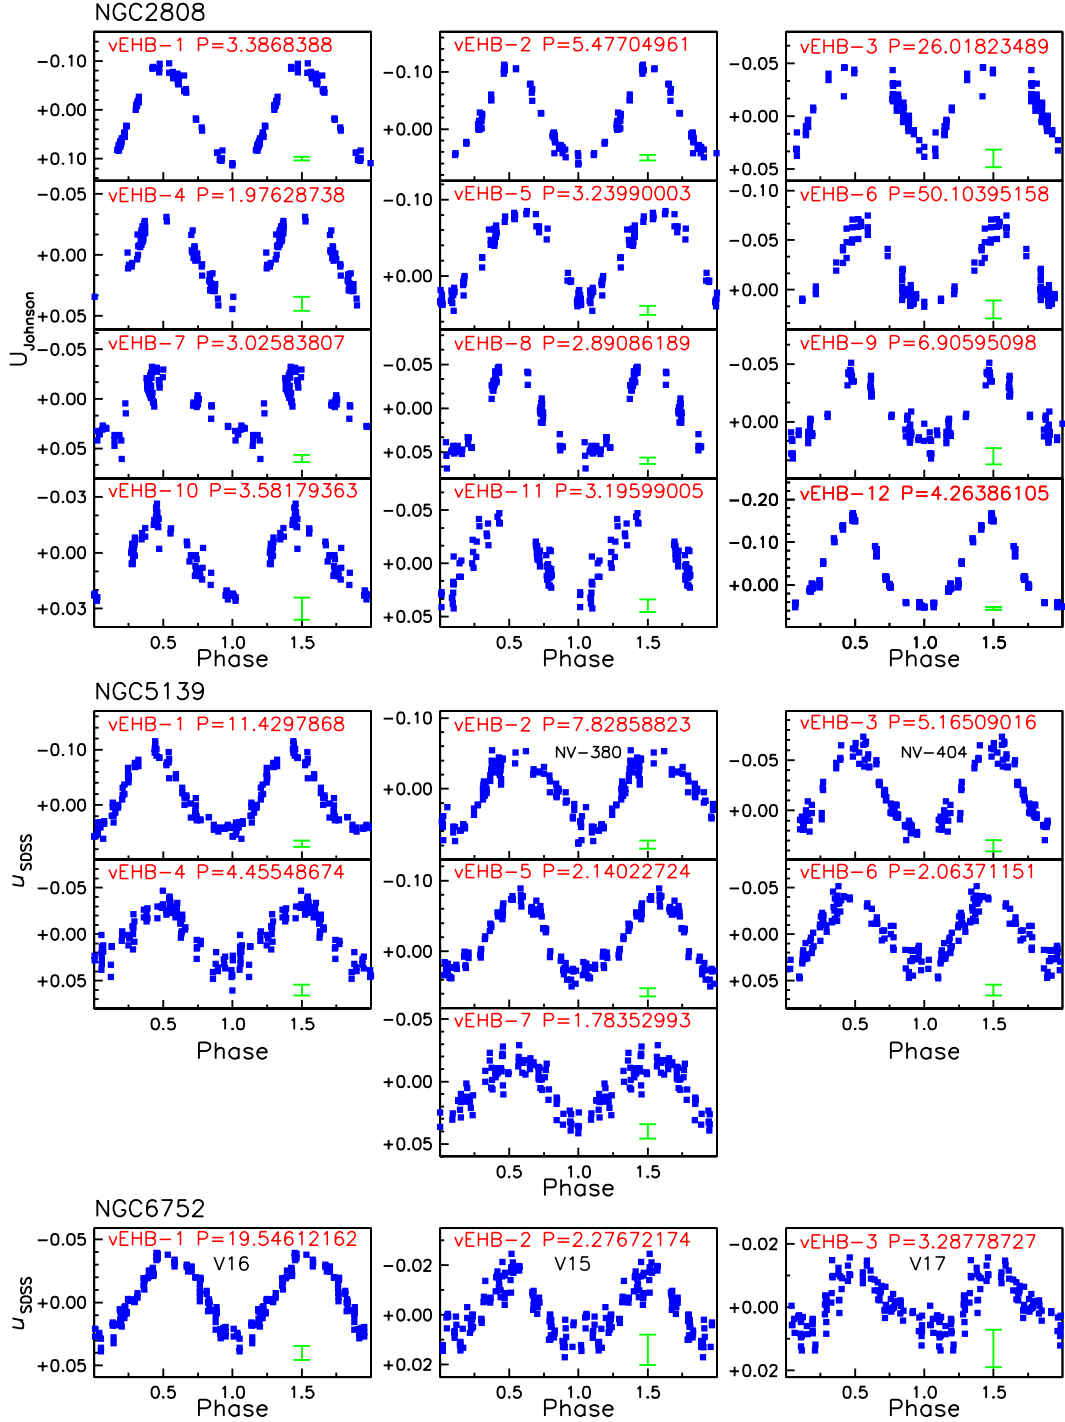 NGC2808
vEHB−1 P=3.3868388
vEHB−2 P=5.47704961
vEHB−3 P=26.01823489
−0.10
+0.00
+0.10
−0.10
+0.00
−0.05
+0.00
+0.05
vEHB−4 P=1.97628738
vEHB−5 P=3.23990003
vEHB−6 P=50.10395158
−0.05
+0.00
+0.05
−0.10
+0.00
−0.10
−0.05
+0.00
U Johnson
vEHB−7 P=3.02583807
vEHB−8 P=2.89086189
vEHB−9 P=6.90595098
−0.05
+0.00
+0.05
−0.05
+0.00
+0.05
−0.05
+0.00
vEHB−10 P=3.58179363
vEHB−11 P=3.19599005
vEHB−12 P=4.26386105
−0.03
+0.00
+0.03
−0.05
+0.00
+0.05
−0.20
−0.10
+0.00
0.5 1.0 1.5
0.5 1.0 1.5
0.5 1.0 1.5
Phase
Phase
Phase
NGC5139
vEHB−1 P=11.4297868
vEHB−2 P=7.82858823
NV−380
vEHB−3 P=5.16509016
NV−404
−0.10
+0.00
−0.10
+0.00
−0.05
+0.00
u SDSS
vEHB−4 P=4.45548674
vEHB−5 P=2.14022724
vEHB−6 P=2.06371151
−0.05
+0.00
+0.05
−0.10
+0.00
−0.05
+0.00
+0.05
0.5 1.0 1.5
0.5 1.0 1.5
Phase
Phase
vEHB−7 P=1.78352993
−0.05
+0.00
+0.05
0.5 1.0 1.5
Phase
NGC6752
vEHB−1 P=19.54612162
V16
vEHB−2 P=2.27672174
V15
vEHB−3 P=3.28778727
V17
−0.05
+0.00
+0.05
−0.02
+0.00
+0.02
−0.02
+0.00
+0.02
u SDSS
0.5 1.0 1.5
0.5 1.0 1.5
0.5 1.0 1.5
Phase
Phase
Phase